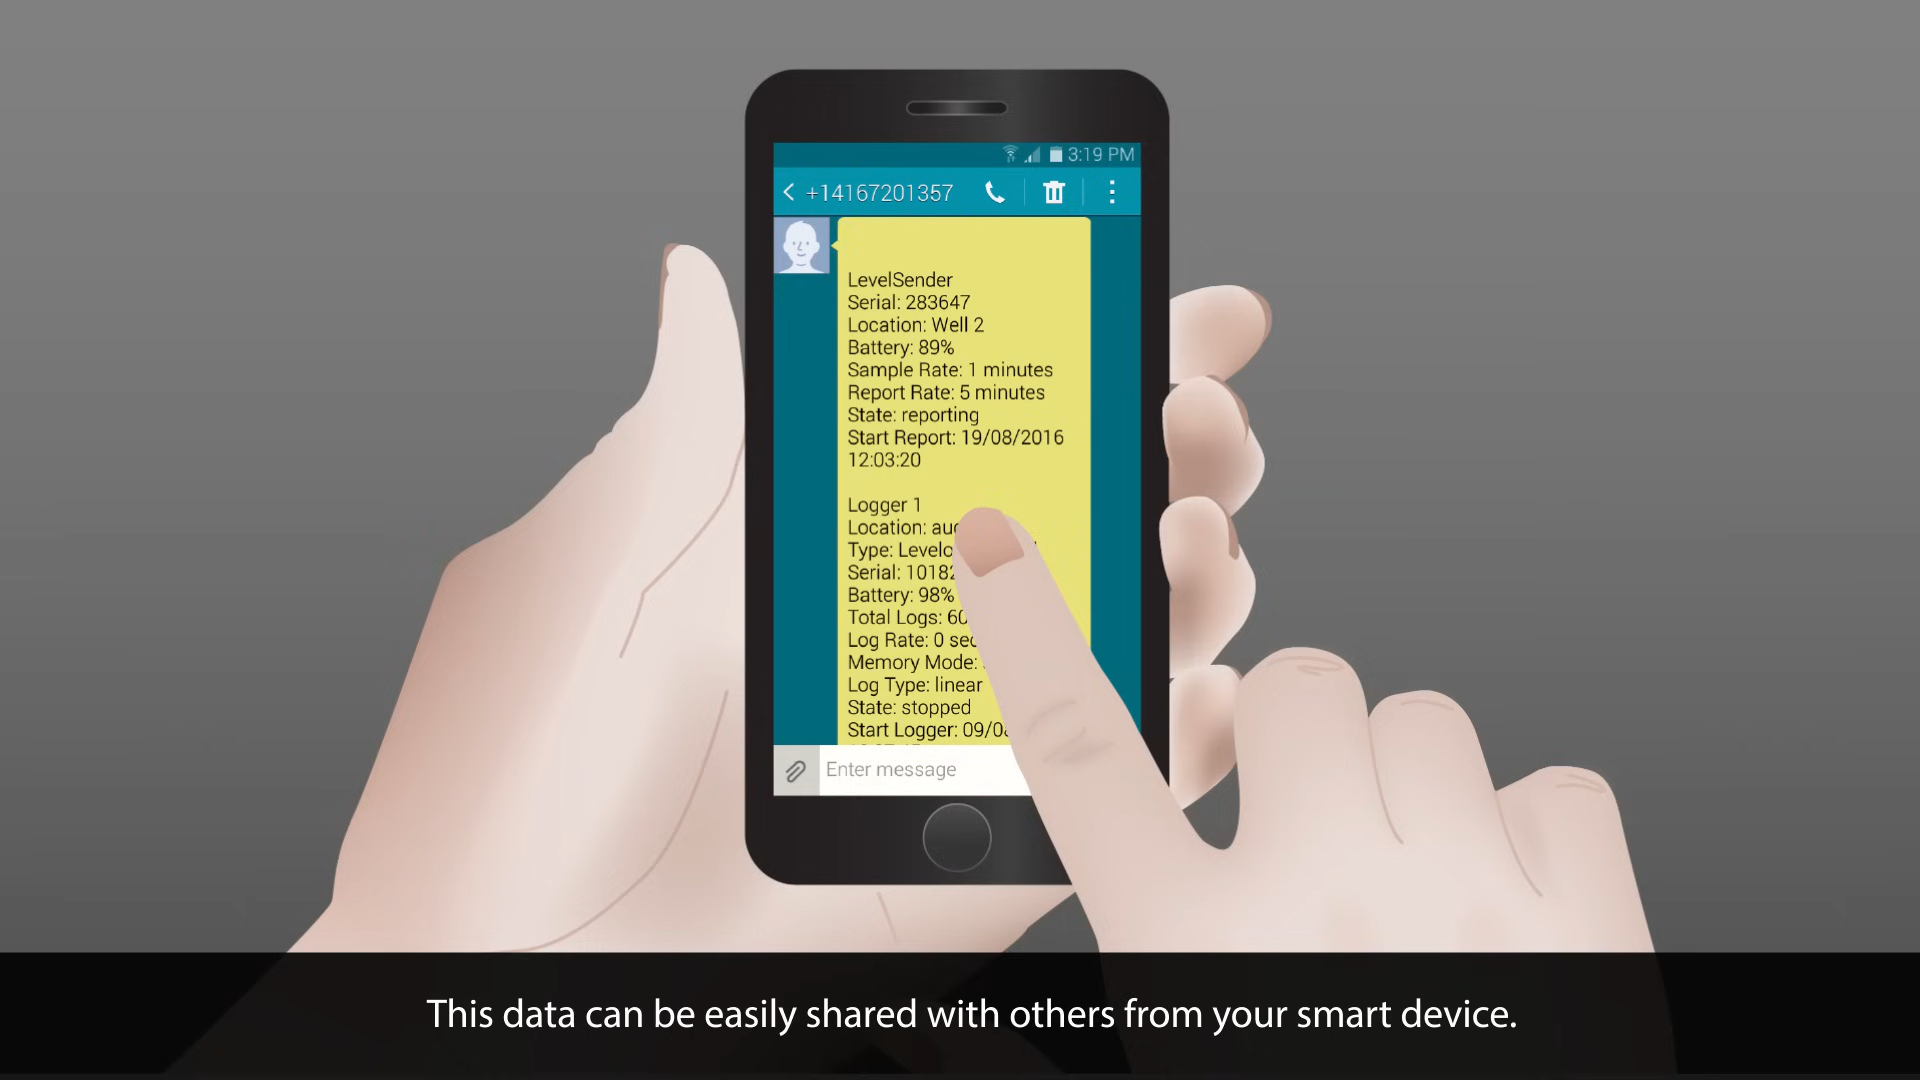 3:19 PM
+14167201357
LevelSender
Serial: 283647
Location: Well 2
Battery: 89%
Sample Rate: 1 minutes
Report Rate: 5 minutes
State: reporting
Start Report: 19/08/2016
12:03:20
Logger 1
Location:
Type:
Serial:
Battery: 98%
Total Logs:
Log Rate: 0
Memory Mode:
Log Type: linear
State: stopped
Start Logger:
Enter message
This data can be easily shared with others from your smart device.